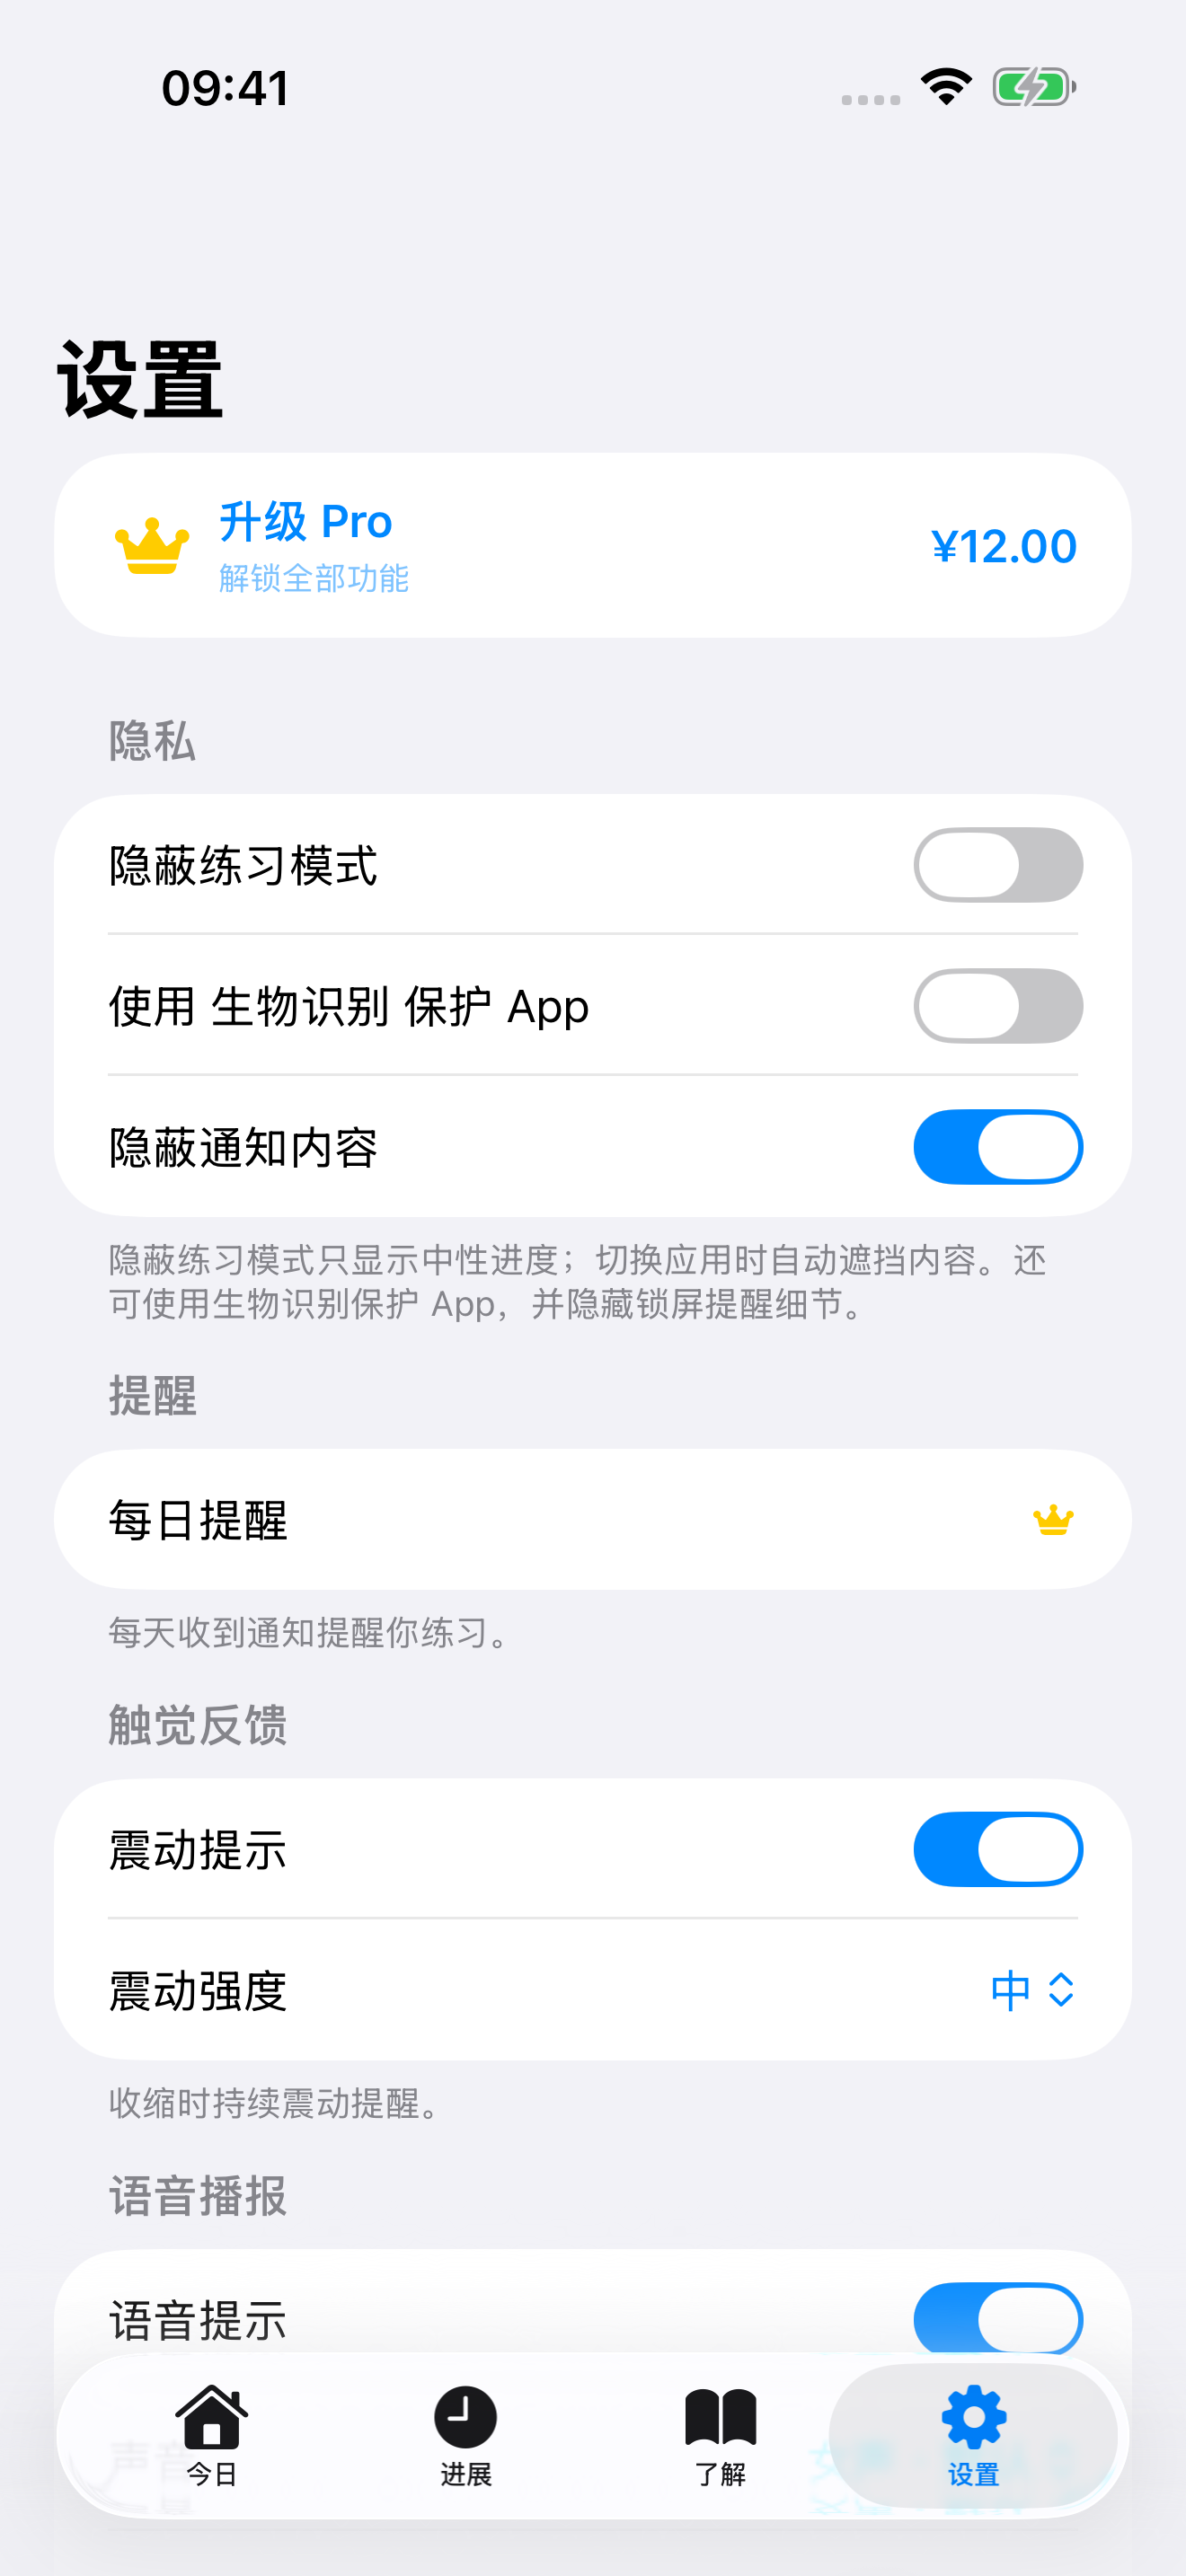 09:41
设置
升级 Pro
解锁全部功能
¥12.00
隐私
隐蔽练习模式
使用 生物识别 保护 App
隐蔽通知内容
隐蔽练习模式只显示中性进度；切换应用时自动遮挡内容。还
可使用生物识别保护 App，并隐藏锁屏提醒细节。
提醒
每日提醒
每天收到通知提醒你练习。
触觉反馈
震动提示
震动强度
中
收缩时持续震动提醒。
语音播报
语音提示
声音
今日
进展
了解
设置